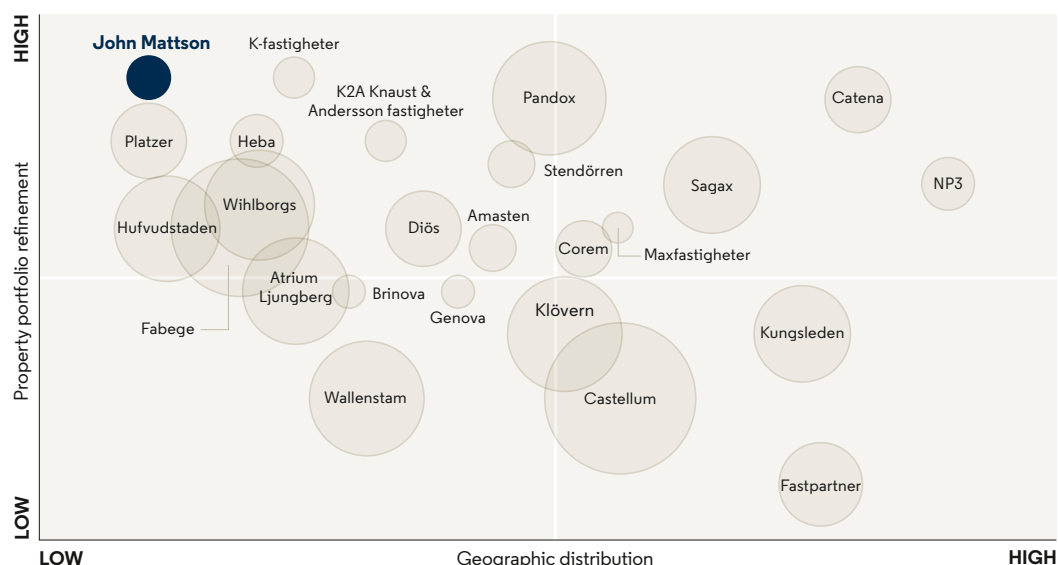 HIGH
John Mattson
K-fastigheter
K2A Knaust &
Andersson fastigheter
Pandox
Catena
Platzer
Heba
Stendörren
Sagax
NP3
Wihlborgs
Hufvudstaden
Diös
Amasten
Corem
Maxfastigheter
Atrium
Ljungberg
Brinova
Genova
Klövern
Fabege
Kungsleden
Wallenstam
Castellum
Fastpartner
Property portfolio refinement
LOW
LOW
Geographic distribution
HIGH